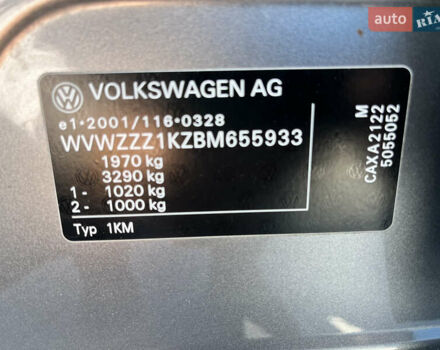 auto RIA
VOLKSWAGEN AG
e1*2001/116*0328
WVWZZZ1KZBM655933
1970 kg
3290 kg
1- 1020 kg
2- 1000 kg
Typ 1KM
M
CAXA2122
5055052